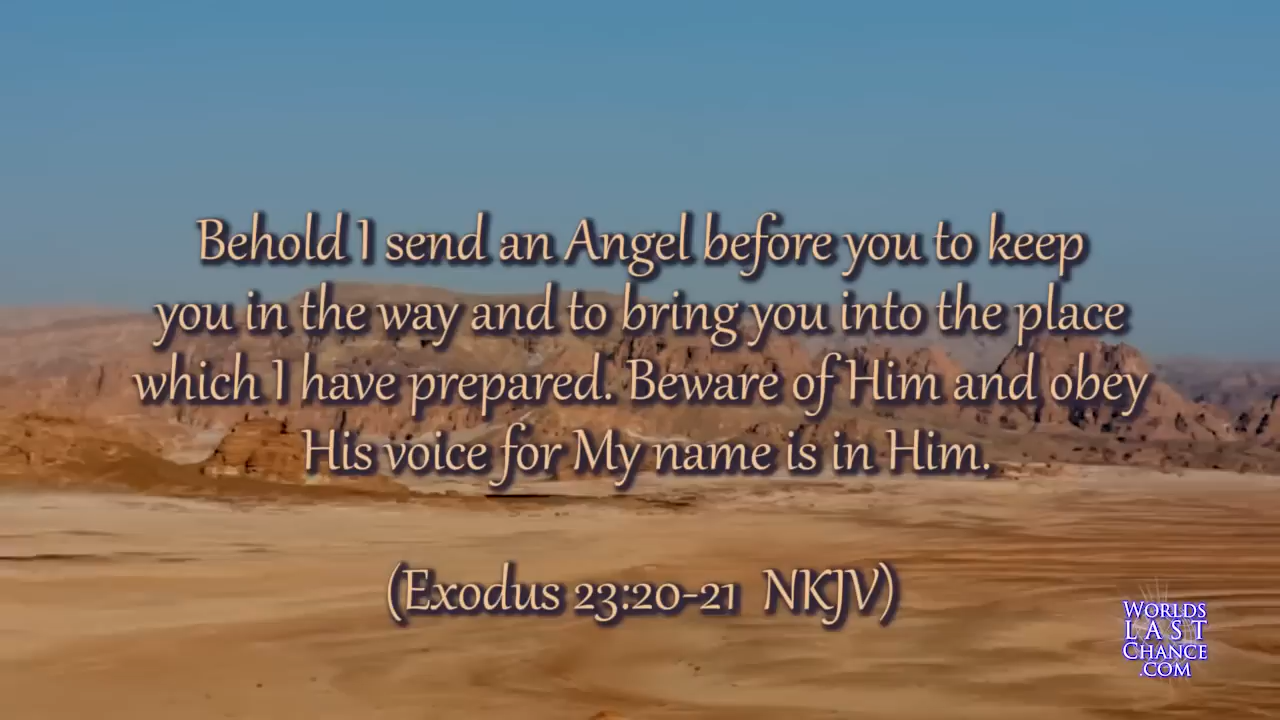 Behold I send an Angel before you to keep
you in the way and to bring you into the place
which I have prepared. Beware of Him and obey
His voice for My name is in Him.
(Exodus 23:20-21 NKJV)
WORLDS
LAST
CHANCE
.COM